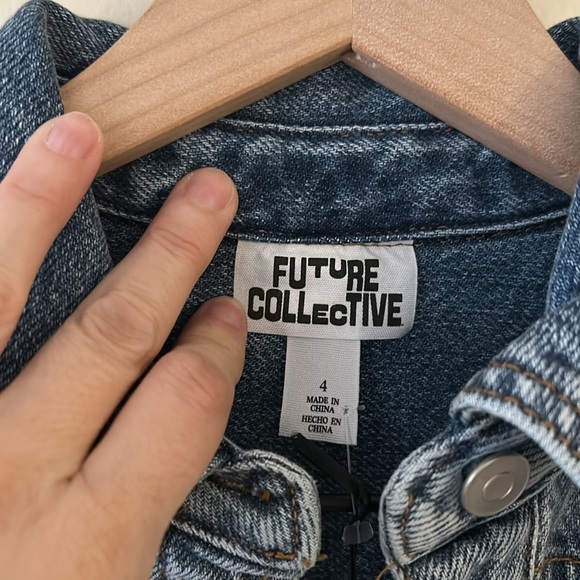 FUTURE
COLLECTIVE
4
MADE IN
CHINA
HECHO EN
CHINA